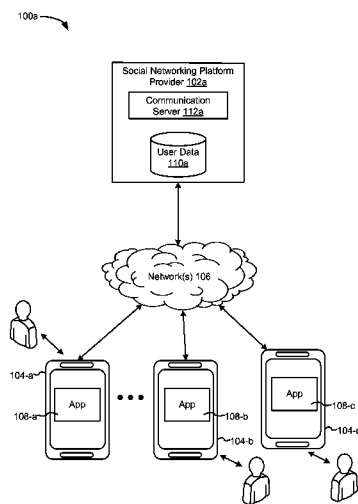 100a
Social Networking Platform
Provider 102a
Communication
Server 112a
User Data
110a
Network(s) 106
104-a
App
108-a
App
108-b
104-b
App
108-c
104-c